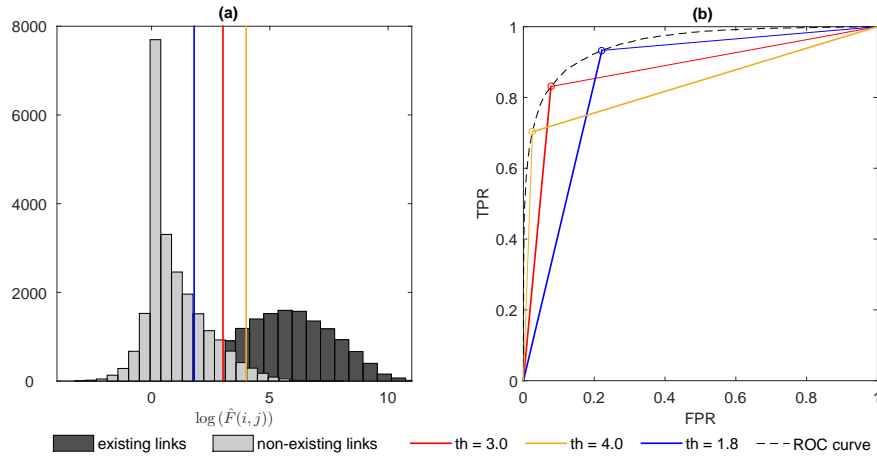 (a)
8000
6000
4000
2000
0
0
5
10
log (F̂(i, j))
(b)
1
0.8
0.6
0.4
0.2
0
TPR
0
0.2
0.4
0.6
0.8
1
FPR
existing links
non-existing links
th = 3.0
th = 4.0
th = 1.8
ROC curve